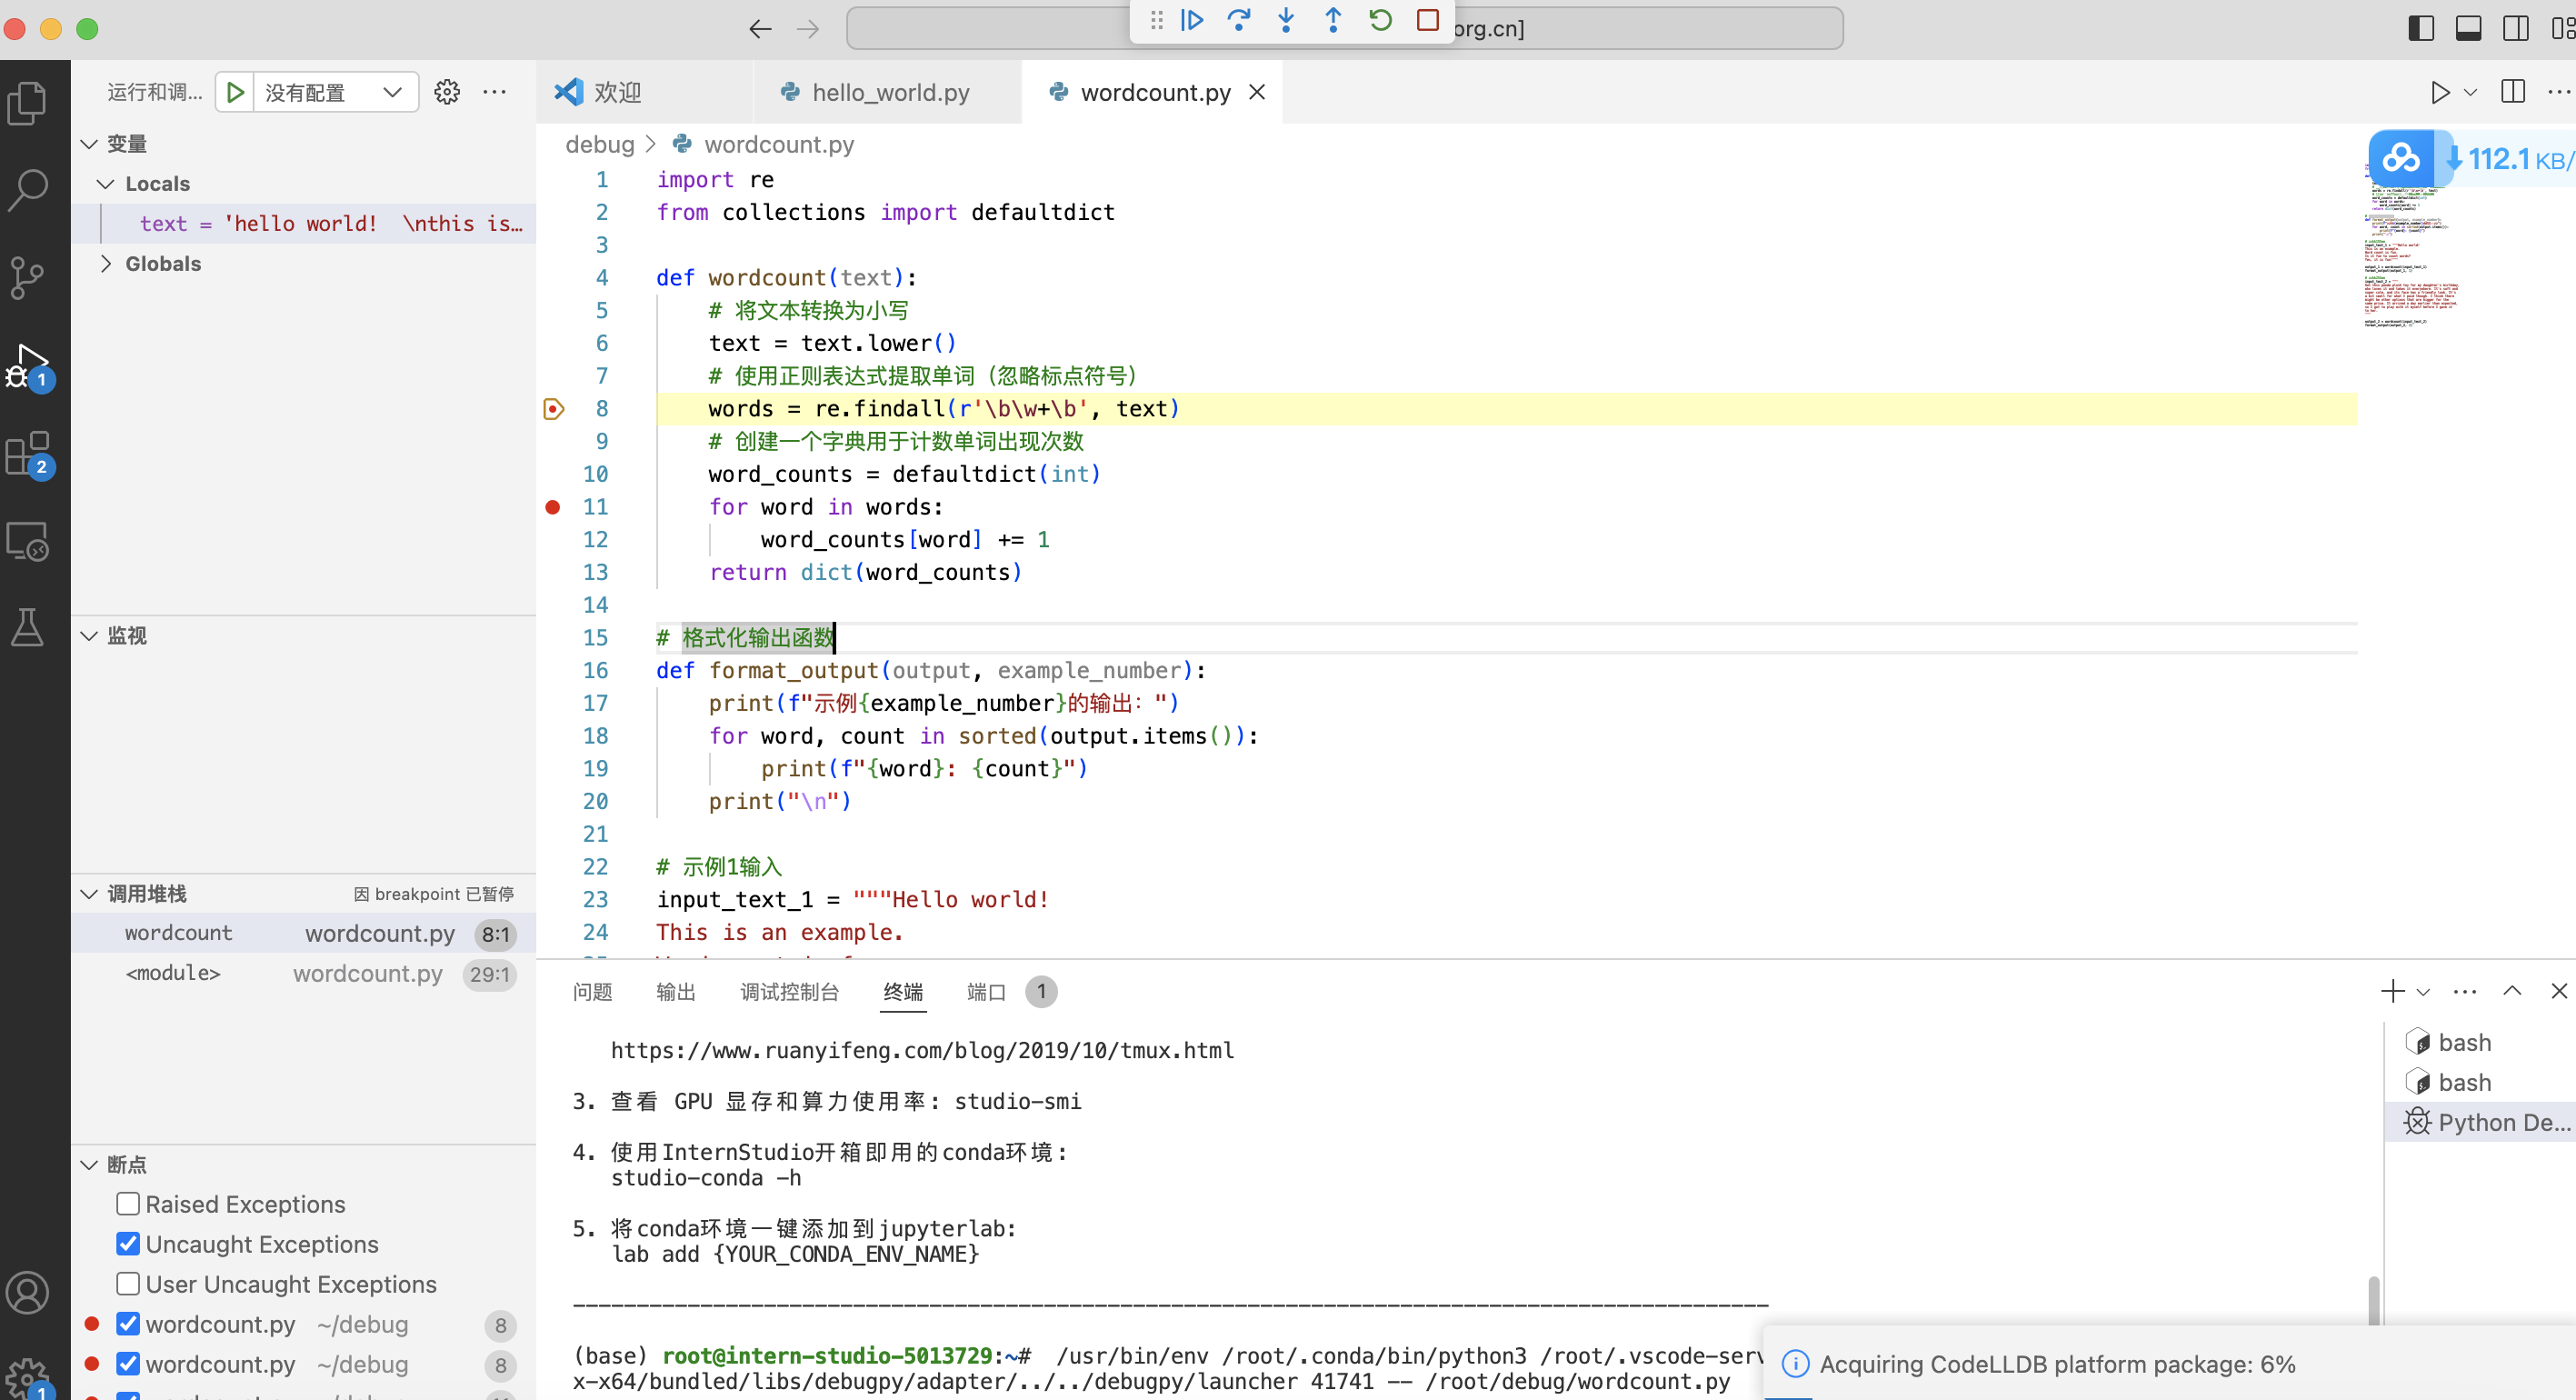 org.cn]
运行和调...
没有配置
欢迎
hello_world.py
wordcount.py
变量
Locals
text = 'hello world!  \nthis is…
Globals
监视
调用堆栈
因 breakpoint 已暂停
wordcount wordcount.py 8:1
<module> wordcount.py 29:1
断点
Raised Exceptions
Uncaught Exceptions
User Uncaught Exceptions
wordcount.py ~/debug 8
wordcount.py ~/debug 8
1
2
1
debug > wordcount.py
112.1 KB/
1 import re
2 from collections import defaultdict
3
4 def wordcount(text):
5     # 将文本转换为小写
6     text = text.lower()
7     # 使用正则表达式提取单词（忽略标点符号）
8     words = re.findall(r'\b\w+\b', text)
9     # 创建一个字典用于计数单词出现次数
10     word_counts = defaultdict(int)
11     for word in words:
12         word_counts[word] += 1
13     return dict(word_counts)
14
15 # 格式化输出函数
16 def format_output(output, example_number):
17     print(f"示例{example_number}的输出：")
18     for word, count in sorted(output.items()):
19         print(f"{word}: {count}")
20     print("\n")
21
22 # 示例1输入
23 input_text_1 = """Hello world!
24 This is an example.
问题 输出 调试控制台 终端 端口 1
https://www.ruanyifeng.com/blog/2019/10/tmux.html
3. 查看 GPU 显存和算力使用率: studio-smi
4. 使用InternStudio开箱即用的conda环境:
studio-conda -h
5. 将conda环境一键添加到jupyterlab:
lab add {YOUR_CONDA_ENV_NAME}
(base) root@intern-studio-5013729:~#  /usr/bin/env /root/.conda/bin/python3 /root/.vscode-serv
x-x64/bundled/libs/debugpy/adapter/../../debugpy/launcher 41741 -- /root/debug/wordcount.py
bash
bash
Python De...
Acquiring CodeLLDB platform package: 6%